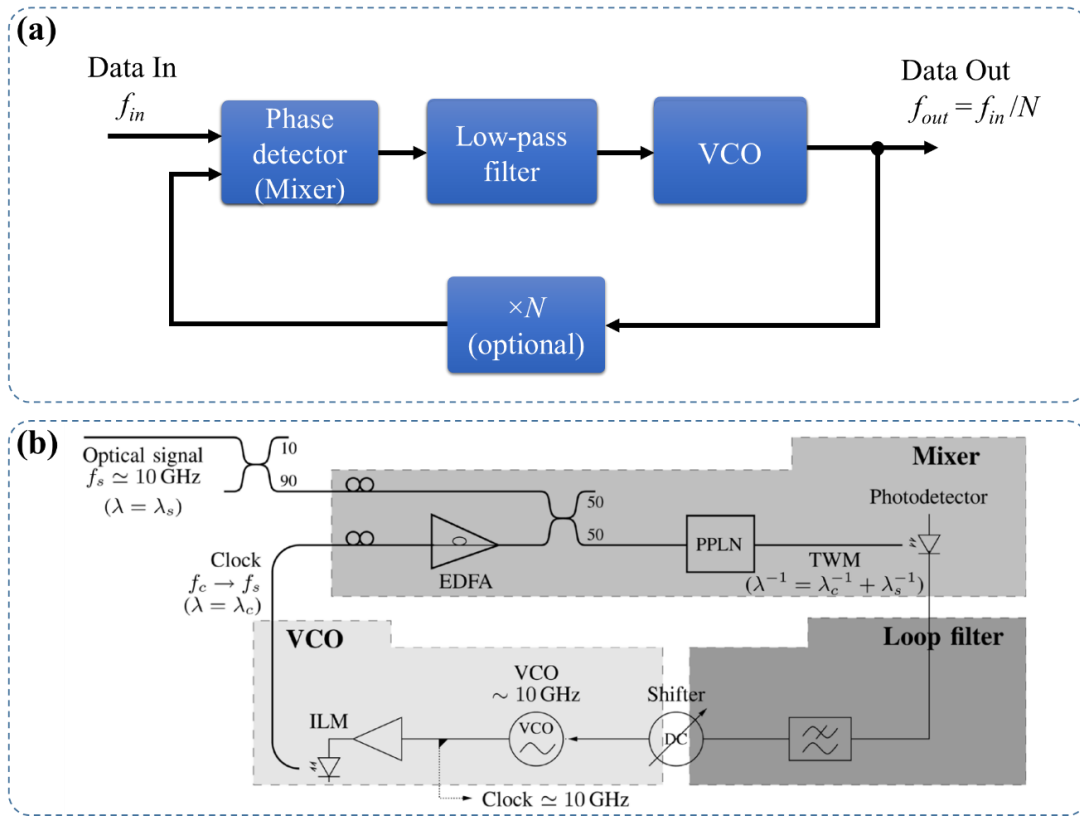 (a)
Data In
f_in
Phase
detector
(Mixer)
Low-pass
filter
VCO
Data Out
f_out = f_in/N
×N
(optional)
(b)
Optical signal
f_s ≃ 10 GHz
(λ = λ_s)
10
90
Mixer
Photodetector
50
50
PPLN
EDFA
TWM
(λ⁻¹ = λ_c⁻¹ + λ_s⁻¹)
Clock
f_c → f_s
(λ = λ_c)
VCO
Loop filter
VCO
∼ 10 GHz
Shifter
ILM
VCO
DC
Clock ≃ 10 GHz